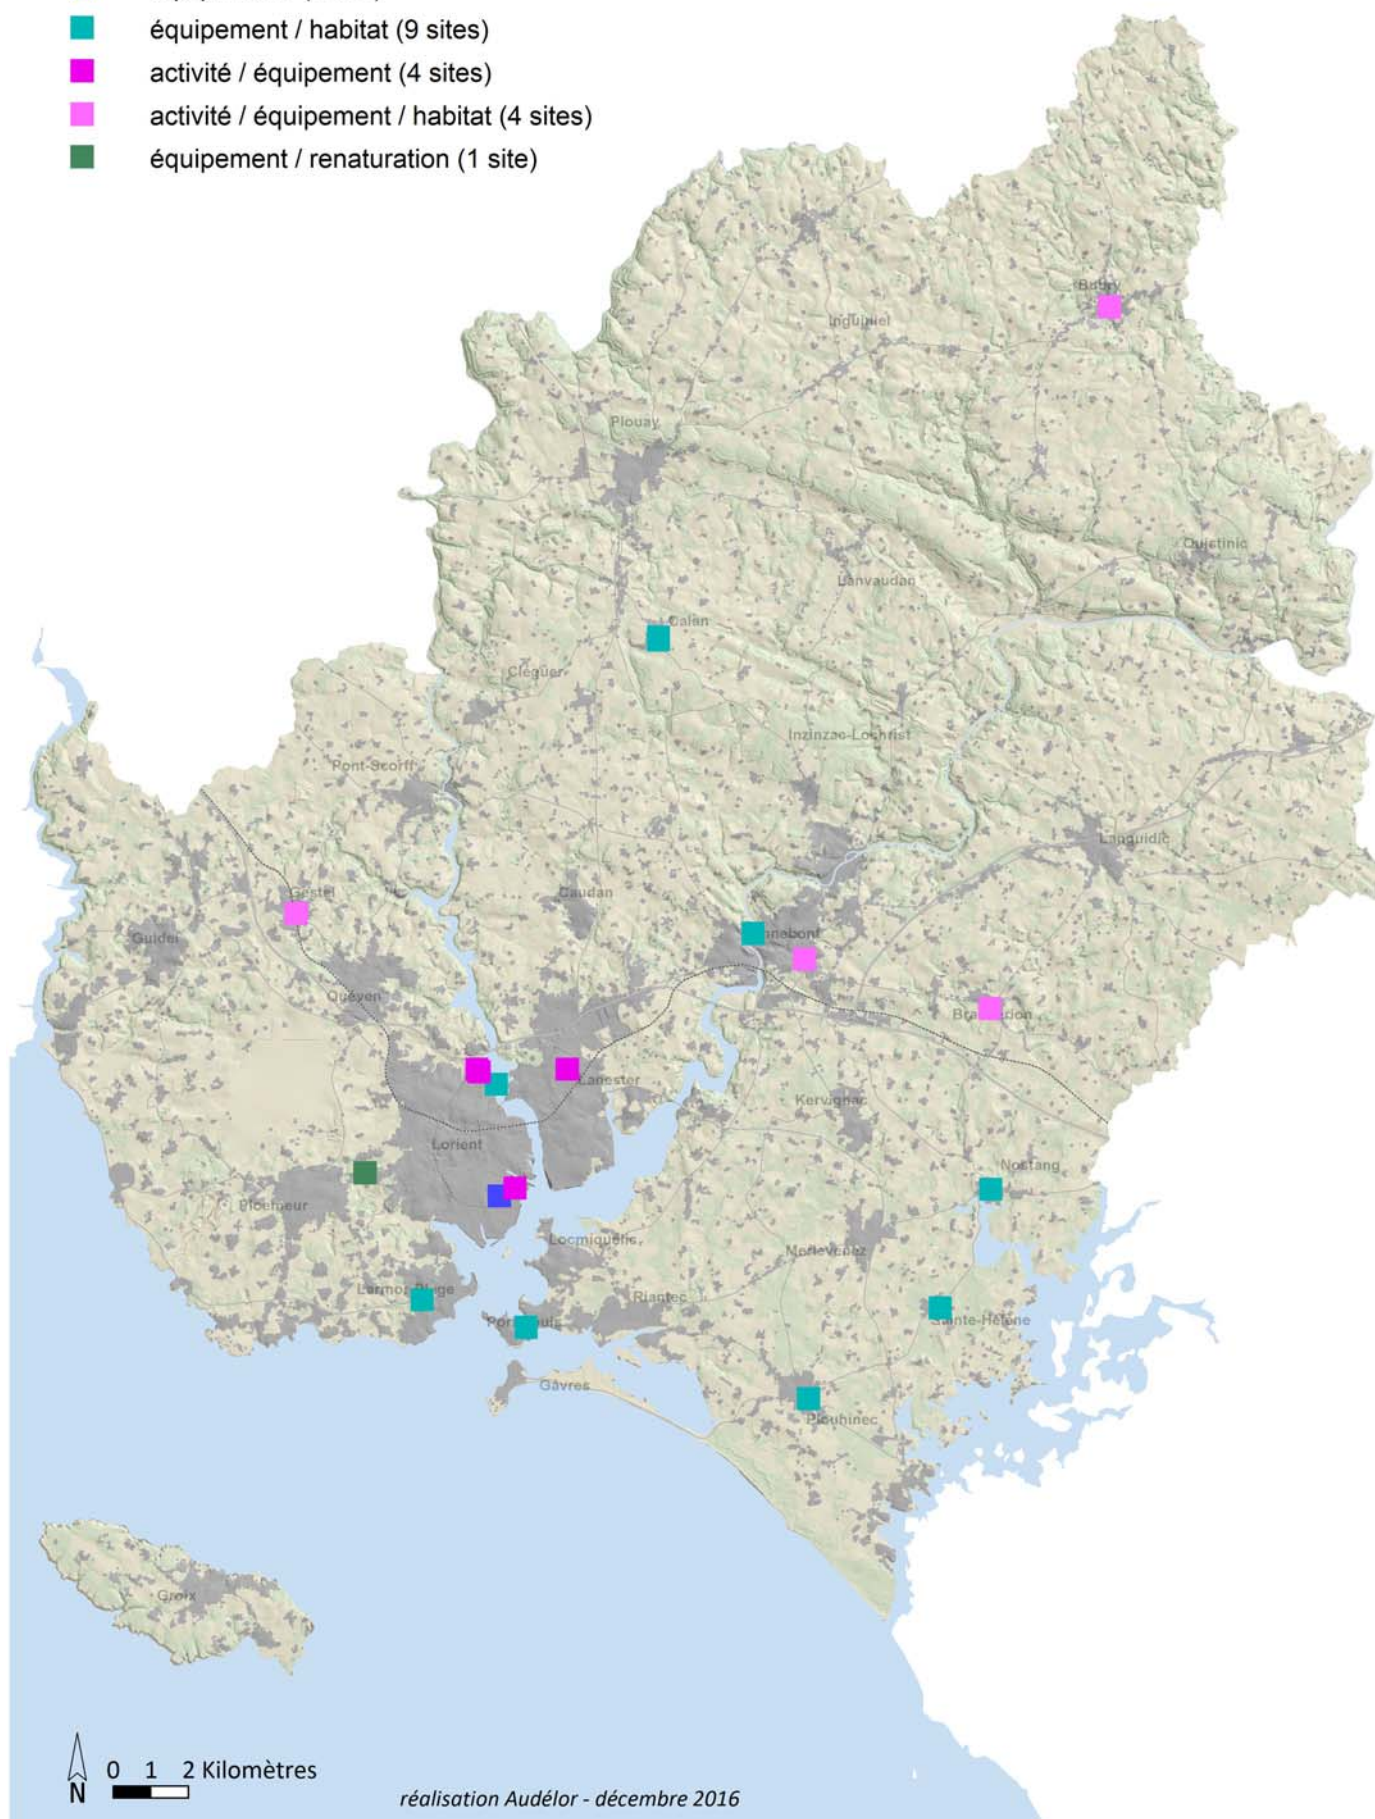 équipement / habitat (9 sites)
activité / équipement (4 sites)
activité / équipement / habitat (4 sites)
équipement / renaturation (1 site)
Bubry
Inguiniel
Plouay
Quistinic
Lanvaudan
Calan
Cléguer
Inzinzac-Lochrist
Pont-Scorff
Languidic
Gestel
Caudan
Guidel
Quéven
Lanester
Kervignac
Lorient
Nostang
Ploemeur
Locmiquélic
Merlevenez
Riantec
Sainte-Hélène
Gâvres
Plouhinec
Groix
N
0 1 2 Kilomètres
réalisation Audélor - décembre 2016